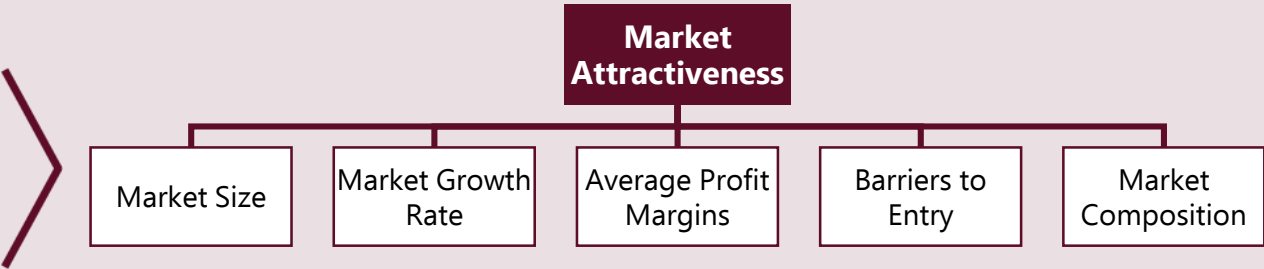 Market
Attractiveness
Market Size
Market Growth
Rate
Average Profit
Margins
Barriers to
Entry
Market
Composition